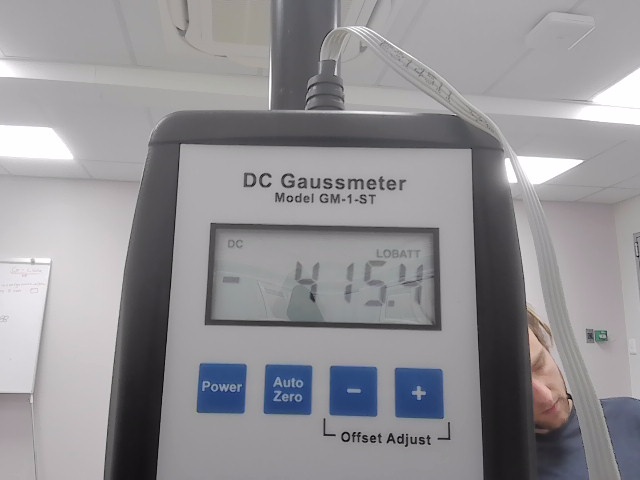 DC Gaussmeter
Model GM-1-ST
DC
LOBATT
- 415.4
Power
Auto
Zero
-
+
Offset Adjust